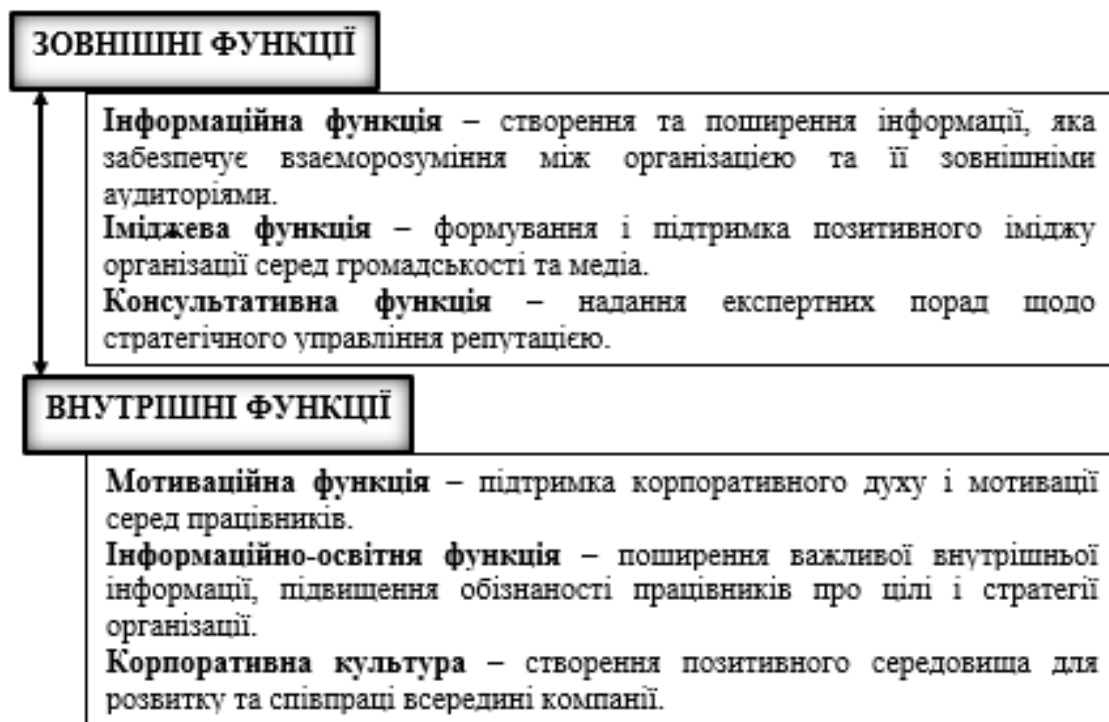 ЗОВНІШНІ ФУНКЦІЇ
Інформаційна функція – створення та поширення інформації, яка
забезпечує взаєморозуміння між організацією та її зовнішніми
аудиторіями.
Іміджева функція – формування і підтримка позитивного іміджу
організації серед громадськості та медіа.
Консультативна функція – надання експертних порад щодо
стратегічного управління репутацією.
ВНУТРІШНІ ФУНКЦІЇ
Мотиваційна функція – підтримка корпоративного духу і мотивації
серед працівників.
Інформаційно-освітня функція – поширення важливої внутрішньої
інформації, підвищення обізнаності працівників про цілі і стратегії
організації.
Корпоративна культура – створення позитивного середовища для
розвитку та співпраці всередині компанії.